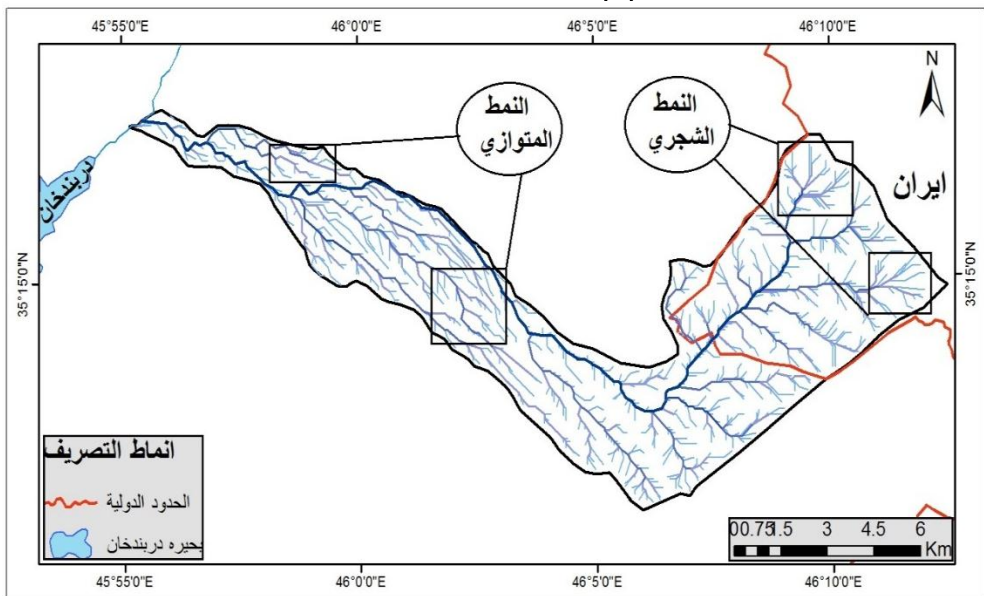 45°55'0"E
46°0'0"E
46°5'0"E
46°10'0"E
N
النمط
المتوازي
النمط
الشجري
ايران
دربندخان
35°15'0"N
35°15'0"N
انماط التصريف
الحدود الدولية
بحيره دربندخان
0 0.75 1.5 3 4.5 6
Km
45°55'0"E
46°0'0"E
46°5'0"E
46°10'0"E